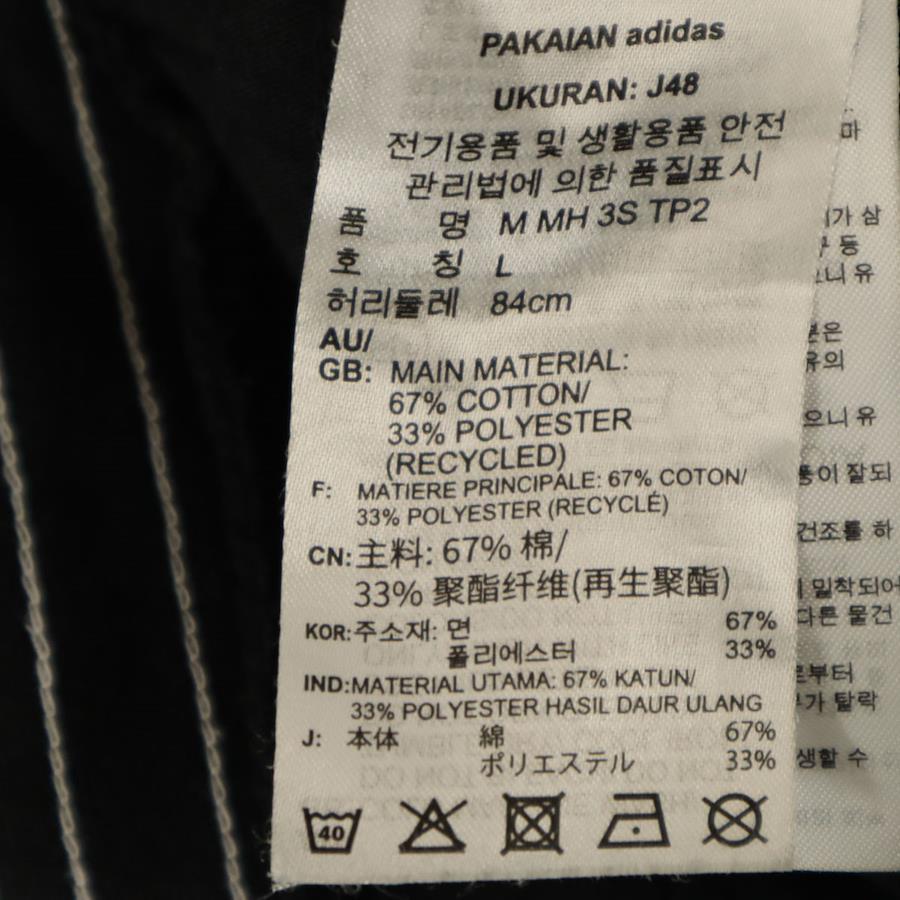 PAKAIAN adidas
UKURAN: J48
전기용품 및 생활용품 안전
관리법에 의한 품질표시
품 명 M MH 3S TP2
호 칭 L
허리둘레 84cm
AU/
GB: MAIN MATERIAL:
67% COTTON/
33% POLYESTER
(RECYCLED)
F: MATIERE PRINCIPALE: 67% COTON/
33% POLYESTER (RECYCLÉ)
CN: 主料: 67% 棉/
33% 聚酯纤维(再生聚酯)
KOR: 주소재: 면 67%
폴리에스터 33%
IND: MATERIAL UTAMA: 67% KATUN/
33% POLYESTER HASIL DAUR ULANG
J: 本体 綿 67%
ポリエステル 33%
40
마
가 삼
등
니 유
유의
으니 유
이 잘되
건조를 하
밀착되어
다른 물건
로부터
가 탈락
생할 수